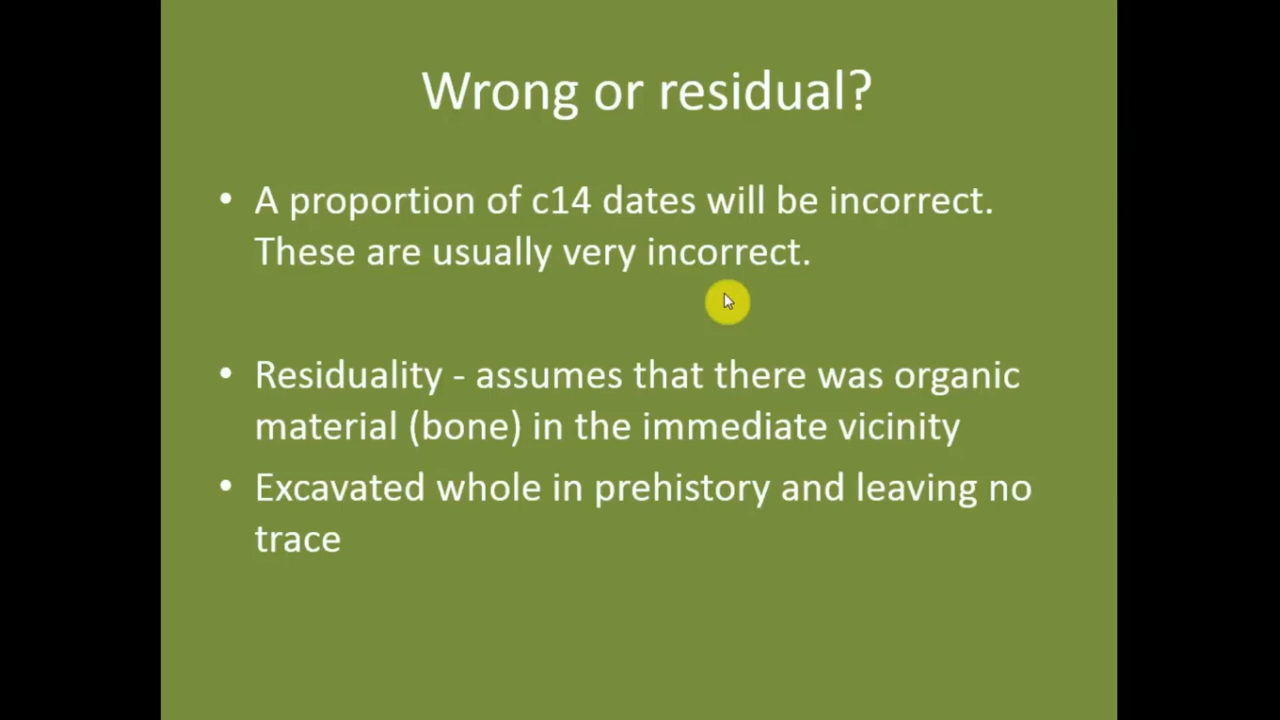 Wrong or residual?
• A proportion of c14 dates will be incorrect.
These are usually very incorrect.
• Residuality - assumes that there was organic
material (bone) in the immediate vicinity
• Excavated whole in prehistory and leaving no
trace